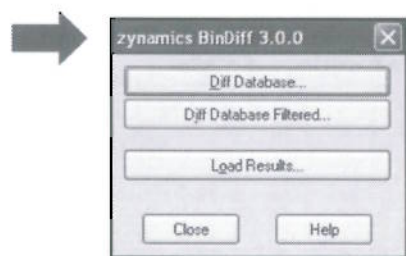 zynamics BinDiff 3.0.0
Diff Database...
Diff Database Filtered...
Load Results...
Close
Help